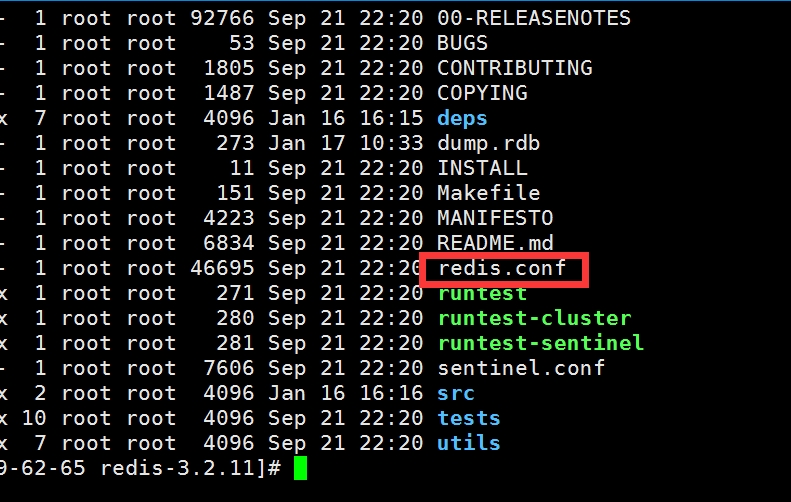 -  1 root root 92766 Sep 21 22:20 00-RELEASENOTES
-  1 root root    53 Sep 21 22:20 BUGS
-  1 root root  1805 Sep 21 22:20 CONTRIBUTING
-  1 root root  1487 Sep 21 22:20 COPYING
x  7 root root  4096 Jan 16 16:15 deps
-  1 root root   273 Jan 17 10:33 dump.rdb
-  1 root root    11 Sep 21 22:20 INSTALL
-  1 root root   151 Sep 21 22:20 Makefile
-  1 root root  4223 Sep 21 22:20 MANIFESTO
-  1 root root  6834 Sep 21 22:20 README.md
-  1 root root 46695 Sep 21 22:20 redis.conf
x  1 root root   271 Sep 21 22:20 runtest
x  1 root root   280 Sep 21 22:20 runtest-cluster
x  1 root root   281 Sep 21 22:20 runtest-sentinel
-  1 root root  7606 Sep 21 22:20 sentinel.conf
x  2 root root  4096 Jan 16 16:16 src
x 10 root root  4096 Sep 21 22:20 tests
x  7 root root  4096 Sep 21 22:20 utils
9-62-65 redis-3.2.11]#